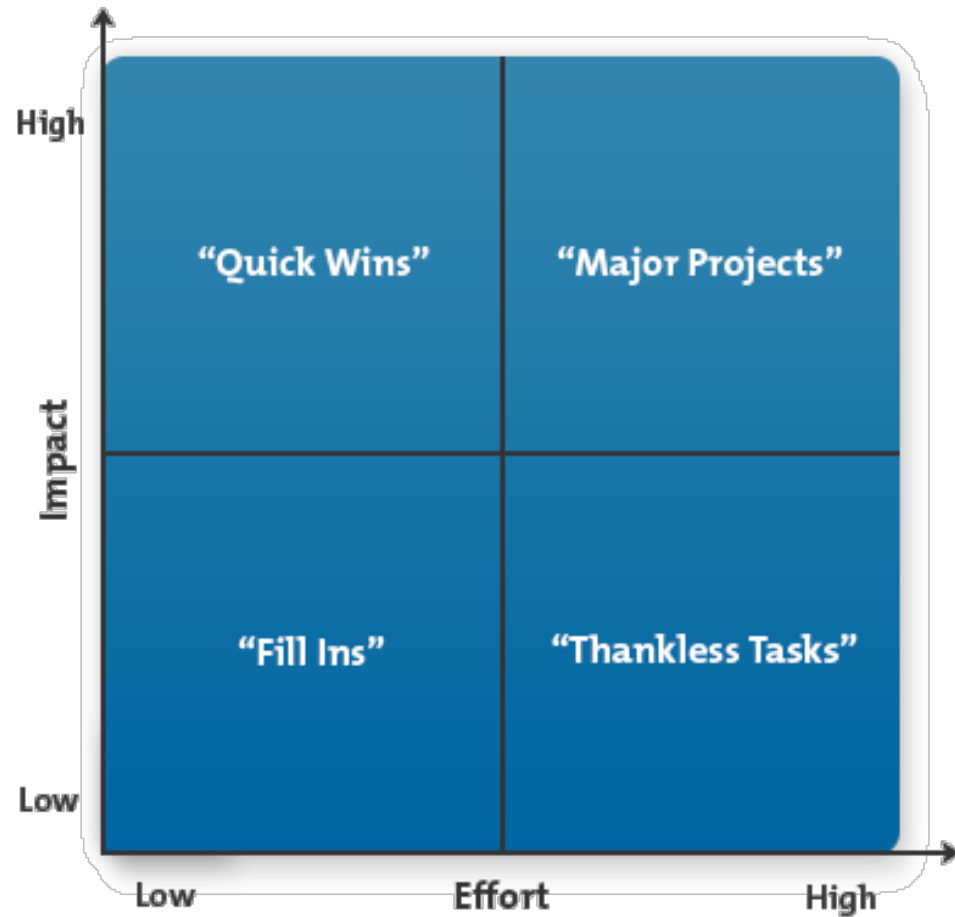 High
“Quick Wins”
“Major Projects”
Impact
“Fill Ins”
“Thankless Tasks”
Low
Low
Effort
High